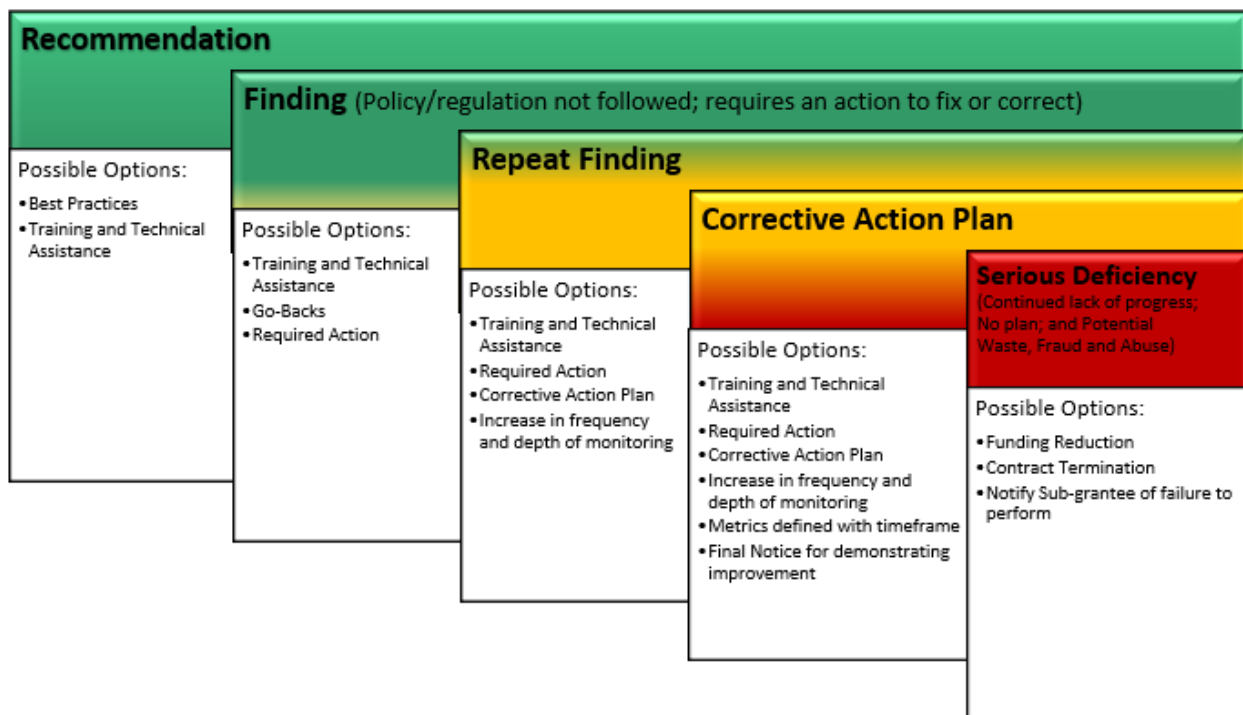 Recommendation
Possible Options:
•Best Practices
•Training and Technical
Assistance
Finding (Policy/regulation not followed; requires an action to fix or correct)
Possible Options:
•Training and Technical
Assistance
•Go-Backs
•Required Action
Repeat Finding
Possible Options:
•Training and Technical
Assistance
•Required Action
•Corrective Action Plan
•Increase in frequency
and depth of monitoring
Corrective Action Plan
Possible Options:
•Training and Technical
Assistance
•Required Action
•Corrective Action Plan
•Increase in frequency and
depth of monitoring
•Metrics defined with timeframe
•Final Notice for demonstrating
improvement
Serious Deficiency
(Continued lack of progress;
No plan; and Potential
Waste, Fraud and Abuse)
Possible Options:
•Funding Reduction
•Contract Termination
•Notify Sub-grantee of failure to
perform